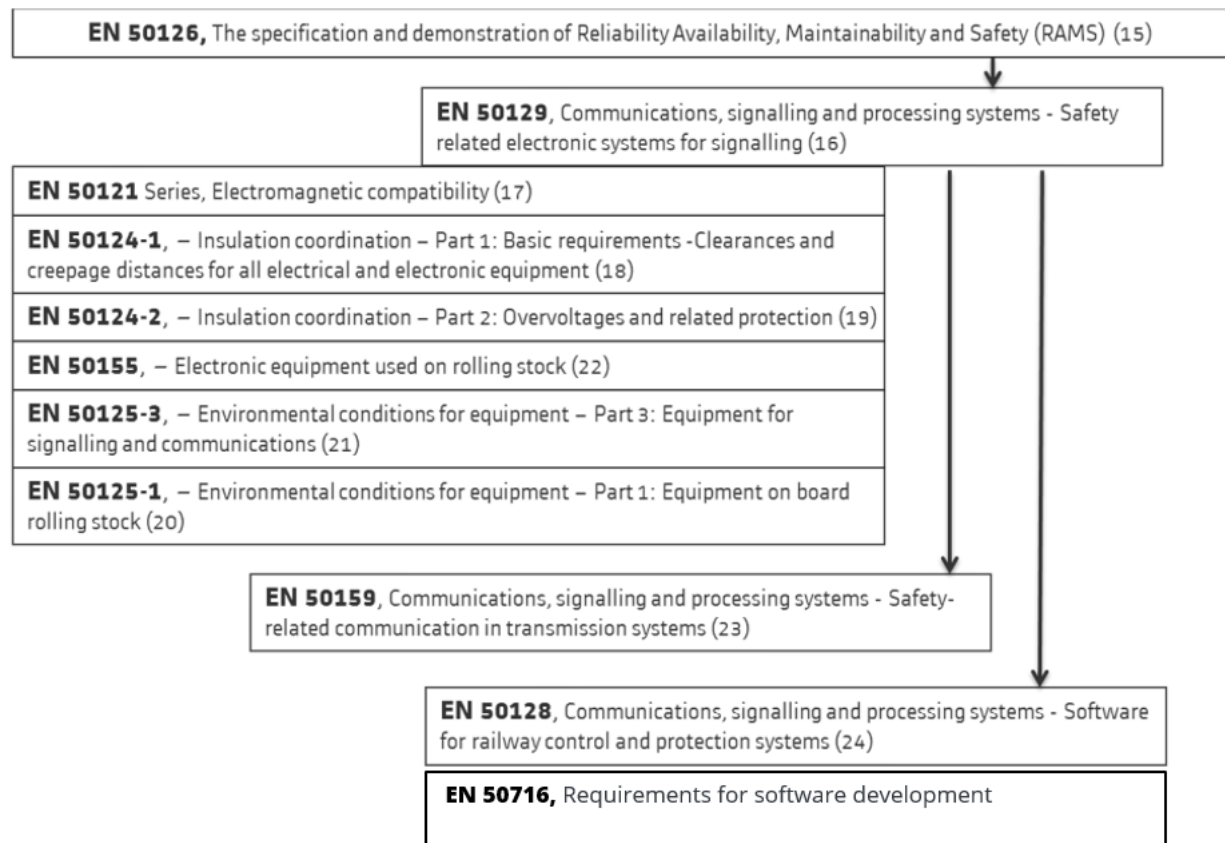 EN 50126, The specification and demonstration of Reliability Availability, Maintainability and Safety (RAMS) (15)
EN 50129, Communications, signalling and processing systems - Safety
related electronic systems for signalling (16)
EN 50121 Series, Electromagnetic compatibility (17)
EN 50124-1, – Insulation coordination – Part 1: Basic requirements -Clearances and
creepage distances for all electrical and electronic equipment (18)
EN 50124-2, – Insulation coordination – Part 2: Overvoltages and related protection (19)
EN 50155, – Electronic equipment used on rolling stock (22)
EN 50125-3, – Environmental conditions for equipment – Part 3: Equipment for
signalling and communications (21)
EN 50125-1, – Environmental conditions for equipment – Part 1: Equipment on board
rolling stock (20)
EN 50159, Communications, signalling and processing systems - Safety-
related communication in transmission systems (23)
EN 50128, Communications, signalling and processing systems - Software
for railway control and protection systems (24)
EN 50716, Requirements for software development